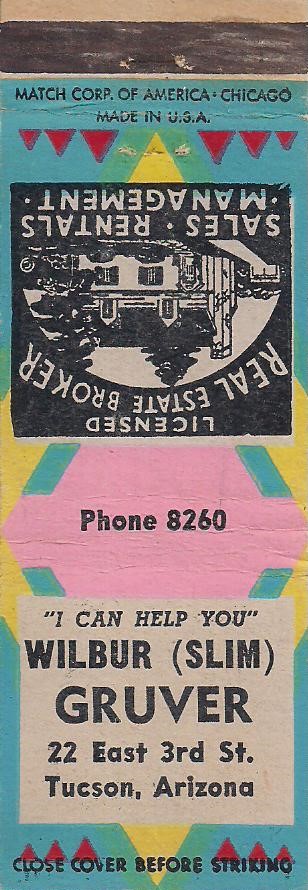 MATCH CORP. OF AMERICA · CHICAGO
MADE IN U.S.A.
LICENSED
REAL ESTATE BROKER
SALES · RENTALS
· MANAGEMENT ·
Phone 8260
"I CAN HELP YOU"
WILBUR (SLIM)
GRUVER
22 East 3rd St.
Tucson, Arizona
CLOSE COVER BEFORE STRIKING